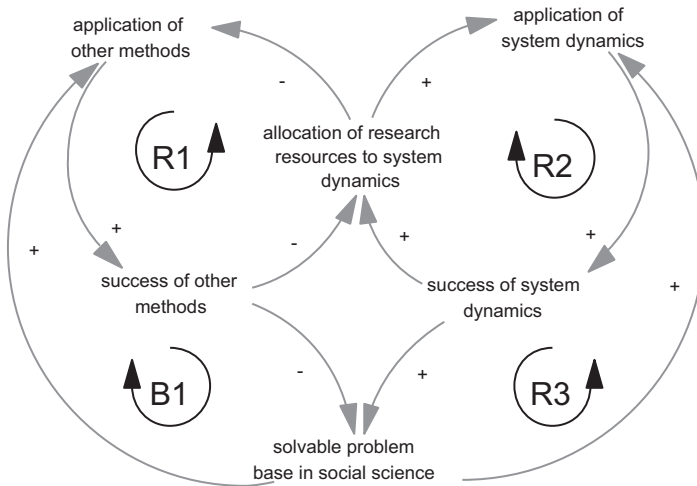 application of
other methods
application of
system dynamics
-
+
allocation of research
resources to system
dynamics
R1
R2
+
-
+
+
+
+
success of other
methods
success of system
dynamics
-
+
B1
R3
solvable problem
base in social science